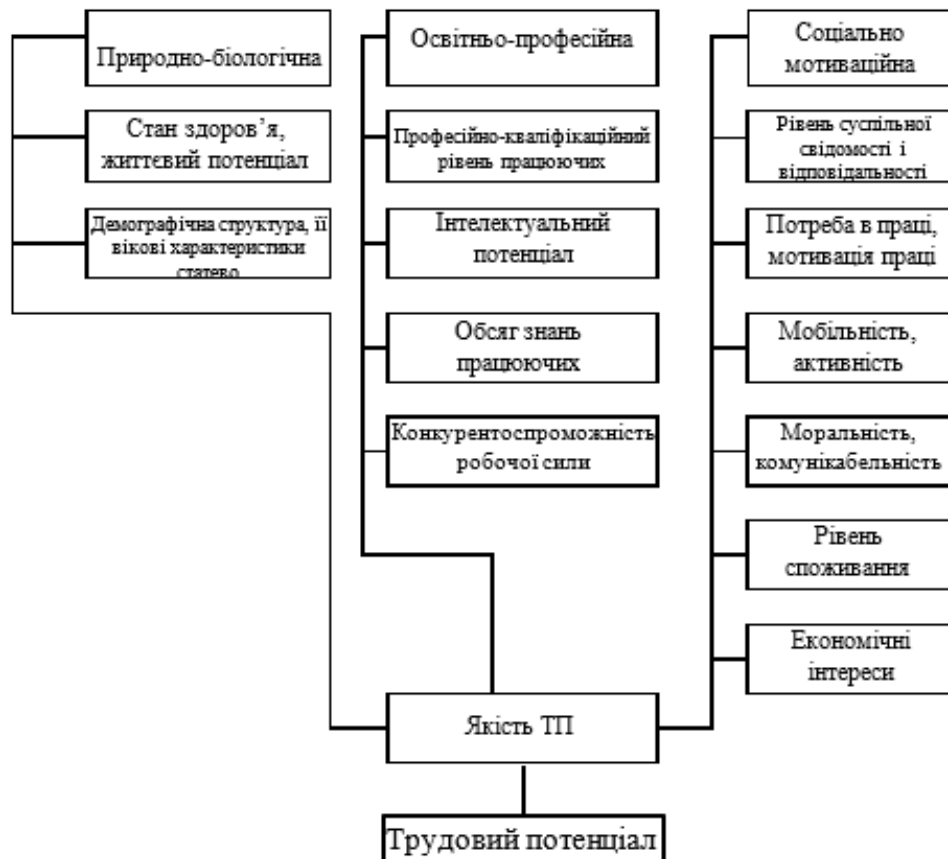 Природно-біологічна
Стан здоров’я,
життєвий потенціал
Демографічна структура, її
вікові характеристики
статево
Освітньо-професійна
Професійно-кваліфікаційний
рівень працюючих
Інтелектуальний
потенціал
Обсяг знань
працюючих
Конкурентоспроможність
робочої сили
Соціально
мотиваційна
Рівень суспільної
свідомості і
відповідальності
Потреба в праці,
мотивація праці
Мобільність,
активність
Моральність,
комунікабельність
Рівень
споживання
Економічні
інтереси
Якість ТП
Трудовий потенціал